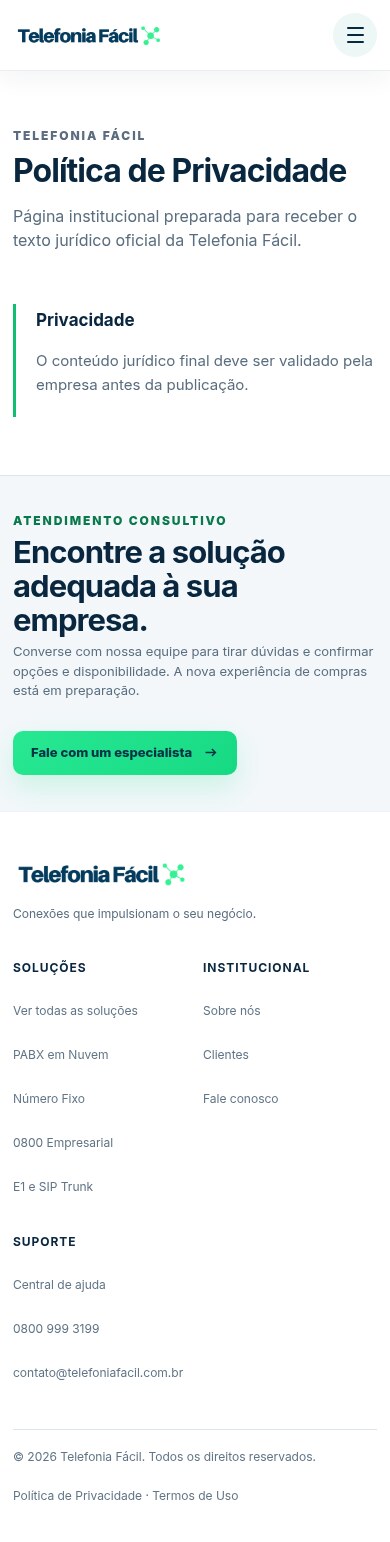 Telefonia Fácil
TELEFONIA FÁCIL
Política de Privacidade
Página institucional preparada para receber o
texto jurídico oficial da Telefonia Fácil.
Privacidade
O conteúdo jurídico final deve ser validado pela
empresa antes da publicação.
ATENDIMENTO CONSULTIVO
Encontre a solução
adequada à sua
empresa.
Converse com nossa equipe para tirar dúvidas e confirmar
opções e disponibilidade. A nova experiência de compras
está em preparação.
Fale com um especialista →
Telefonia Fácil
Conexões que impulsionam o seu negócio.
SOLUÇÕES
Ver todas as soluções
PABX em Nuvem
Número Fixo
0800 Empresarial
E1 e SIP Trunk
INSTITUCIONAL
Sobre nós
Clientes
Fale conosco
SUPORTE
Central de ajuda
0800 999 3199
contato@telefoniafacil.com.br
© 2026 Telefonia Fácil. Todos os direitos reservados.
Política de Privacidade · Termos de Uso